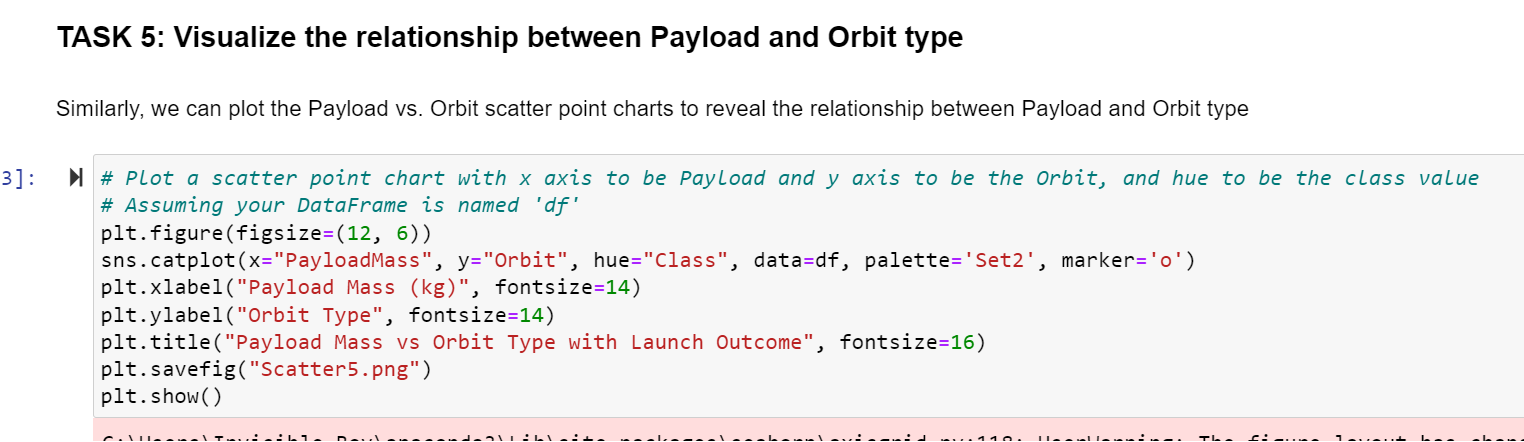 TASK 5: Visualize the relationship between Payload and Orbit type
Similarly, we can plot the Payload vs. Orbit scatter point charts to reveal the relationship between Payload and Orbit type
3]:
# Plot a scatter point chart with x axis to be Payload and y axis to be the Orbit, and hue to be the class value
# Assuming your DataFrame is named 'df'
plt.figure(figsize=(12, 6))
sns.catplot(x="PayloadMass", y="Orbit", hue="Class", data=df, palette='Set2', marker='o')
plt.xlabel("Payload Mass (kg)", fontsize=14)
plt.ylabel("Orbit Type", fontsize=14)
plt.title("Payload Mass vs Orbit Type with Launch Outcome", fontsize=16)
plt.savefig("Scatter5.png")
plt.show()